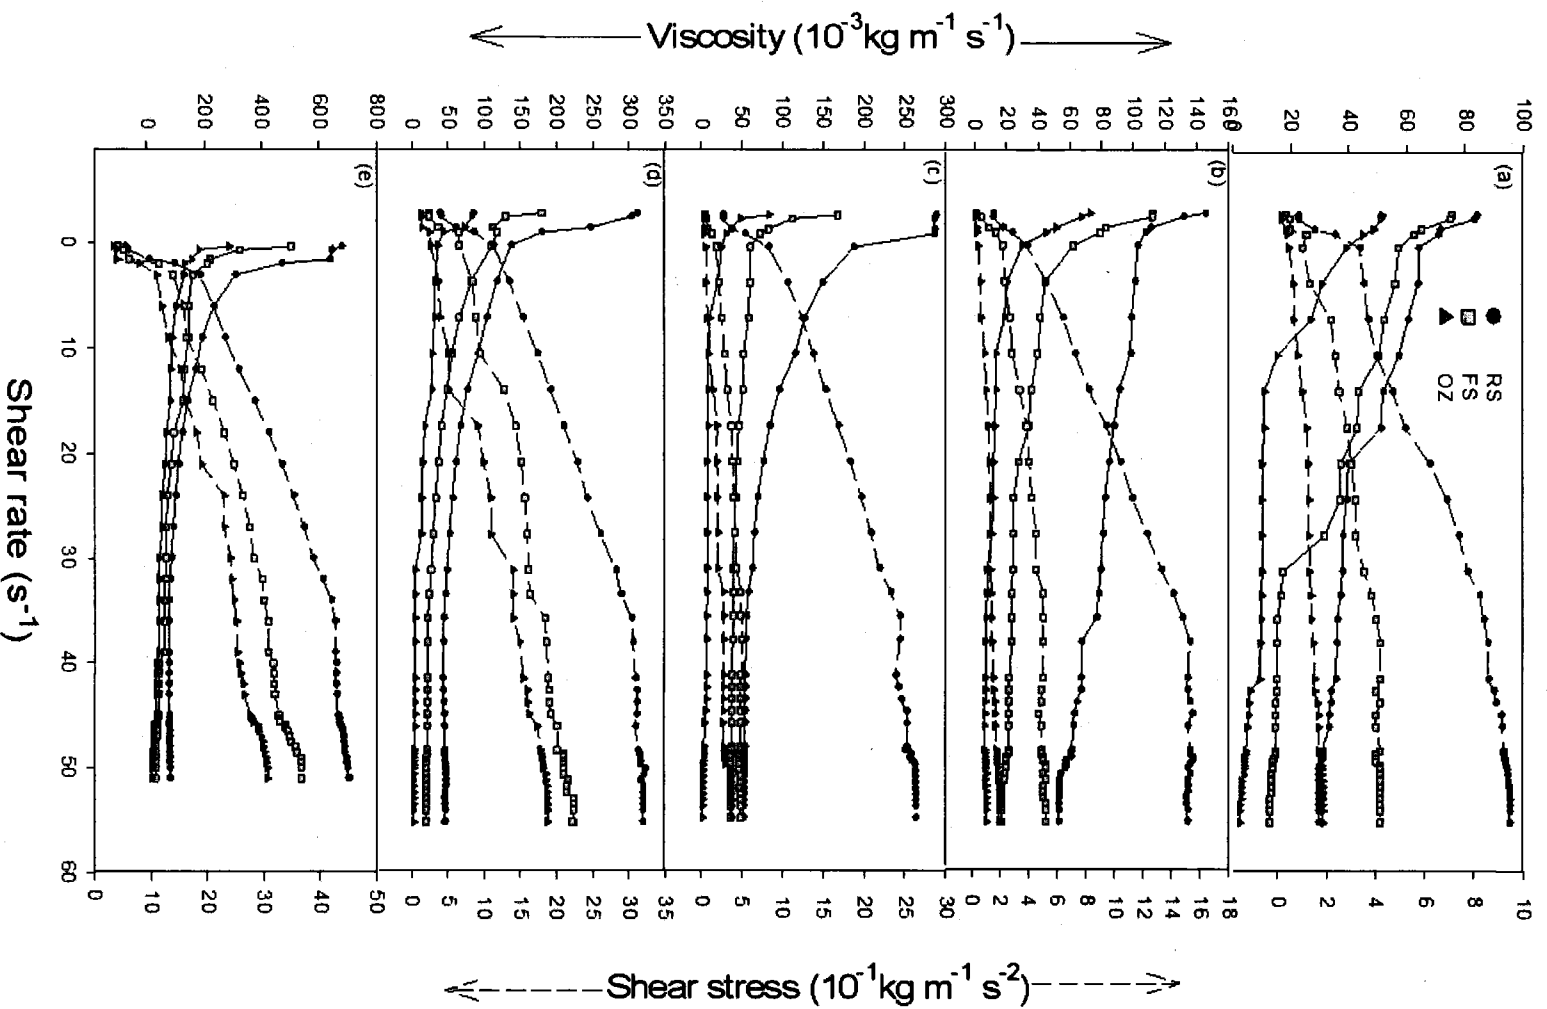 Viscosity (10⁻³kg m⁻¹ s⁻¹)
0 200 400 600 800
0 50 100 150 200 250 300 350
0 50 100 150 200 250 300
0 20 40 60 80 100 120 140 160
0 20 40 60 80 100
(e)
(d)
(c)
(b)
(a)
RS
FS
OZ
0
10
20
30
40
50
60
Shear rate (s⁻¹)
0 10 20 30 40 50
0 5 10 15 20 25 30 35
0 5 10 15 20 25 30
0 2 4 6 8 10 12 14 16 18
0 2 4 6 8 10
Shear stress (10⁻¹kg m⁻¹ s⁻²)